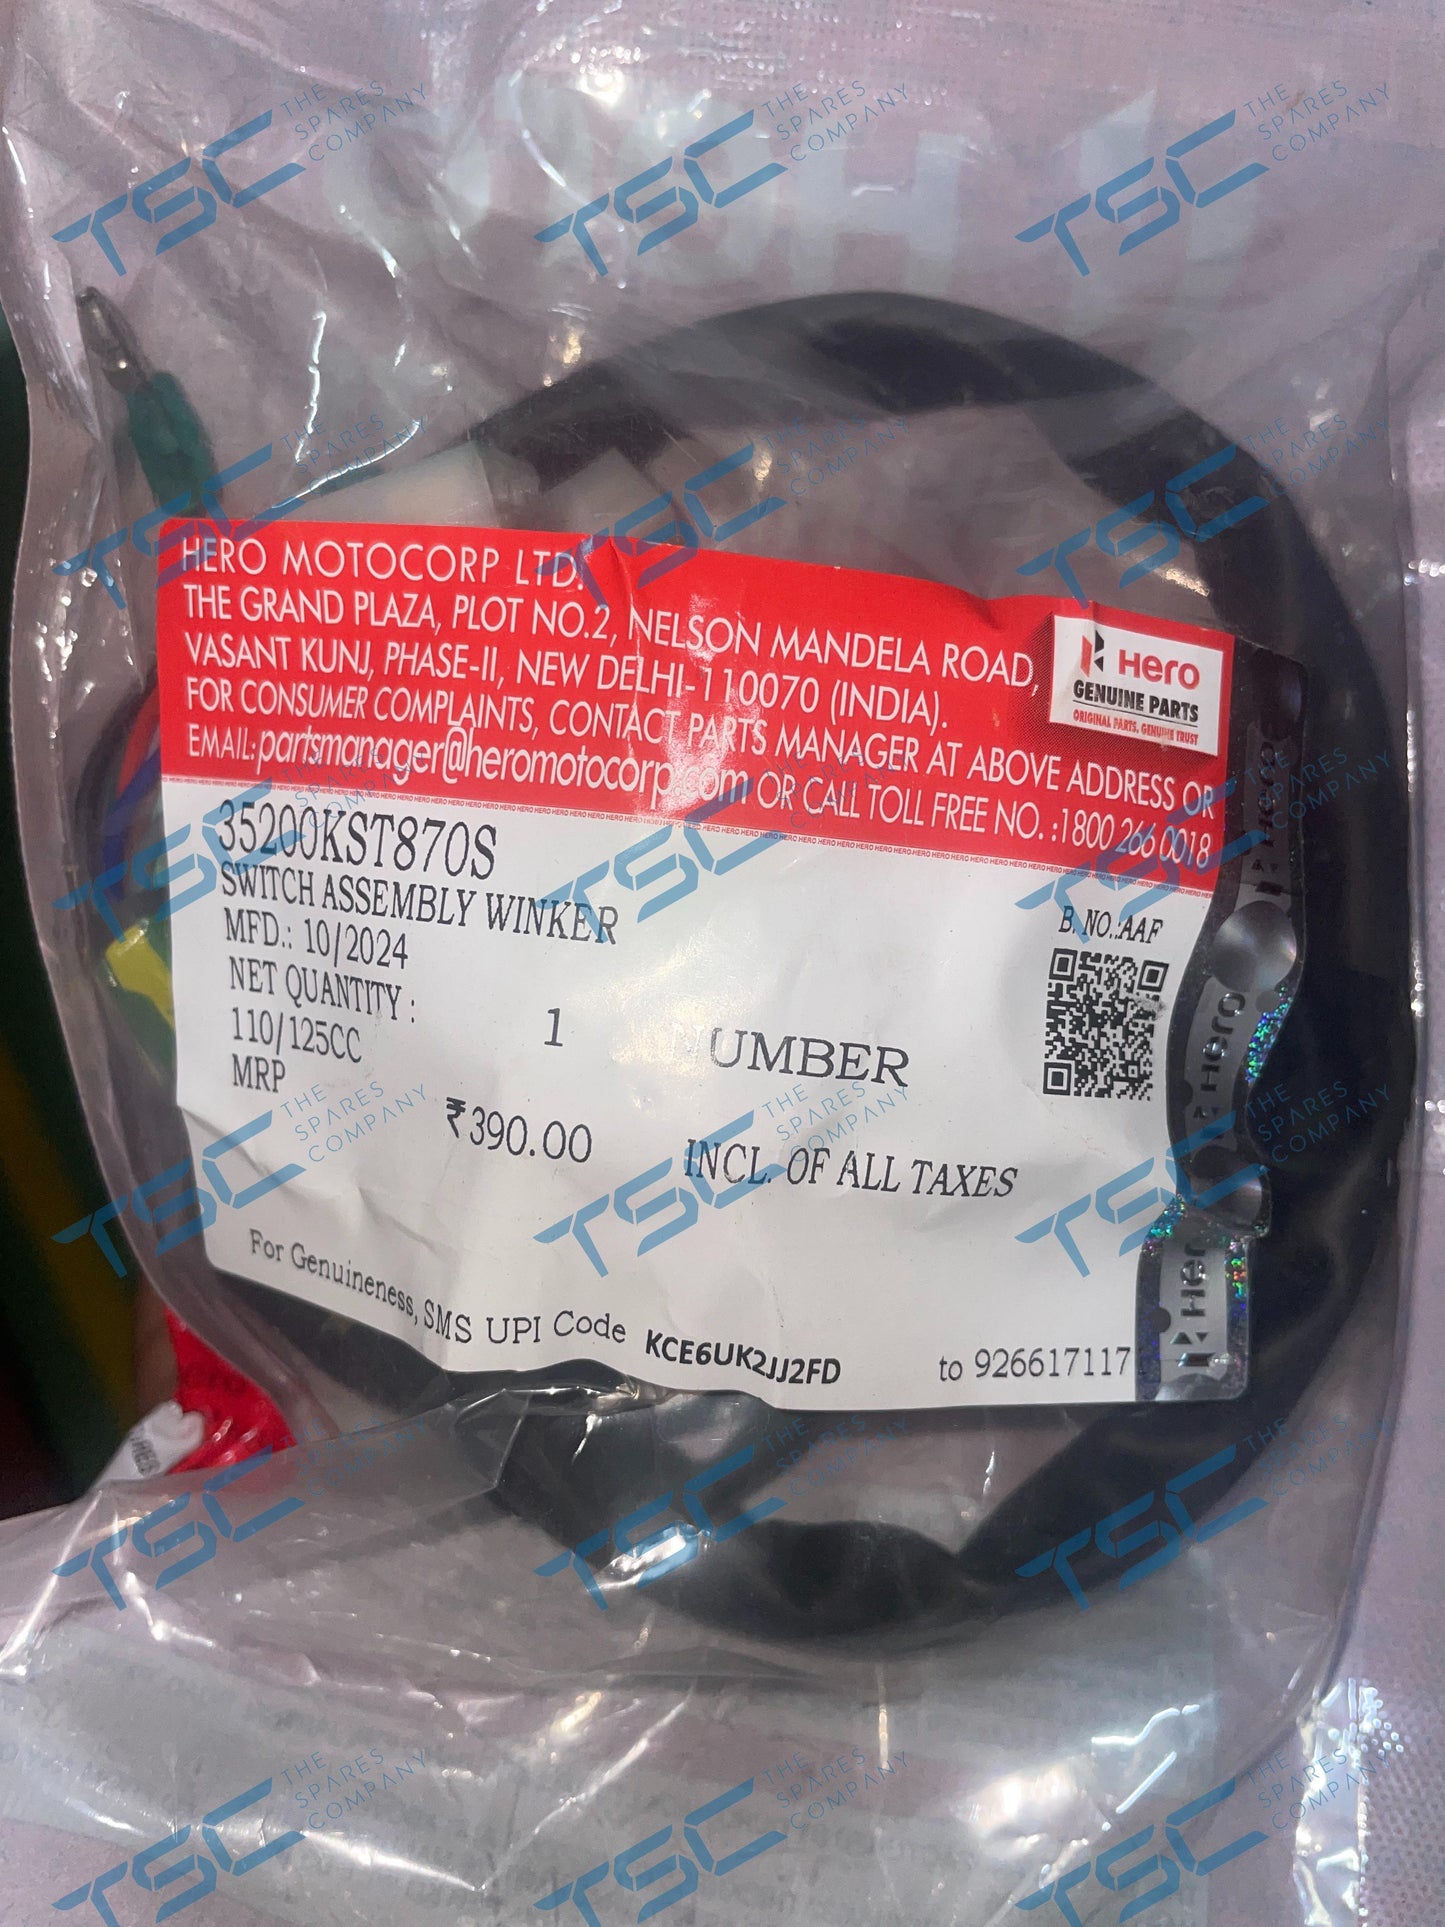 HERO MOTOCORP LTD.
THE GRAND PLAZA, PLOT NO.2, NELSON MANDELA ROAD,
VASANT KUNJ, PHASE-II, NEW DELHI-110070 (INDIA).
FOR CONSUMER COMPLAINTS, CONTACT PARTS MANAGER AT ABOVE ADDRESS OR
EMAIL:partsmanager@heromotocorp.com OR CALL TOLL FREE NO. :1800 266 0018
Hero
GENUINE PARTS
ORIGINAL PARTS. GENUINE TRUST
35200KST870S
SWITCH ASSEMBLY WINKER
MFD.: 10/2024
NET QUANTITY :
1 NUMBER
110/125CC
MRP
₹390.00 INCL. OF ALL TAXES
B. NO.:AAF
For Genuineness, SMS UPI Code KCE6UK2JJ2FD to 926617117
Hero
Hero
Hero
TSC THE SPARES COMPANY